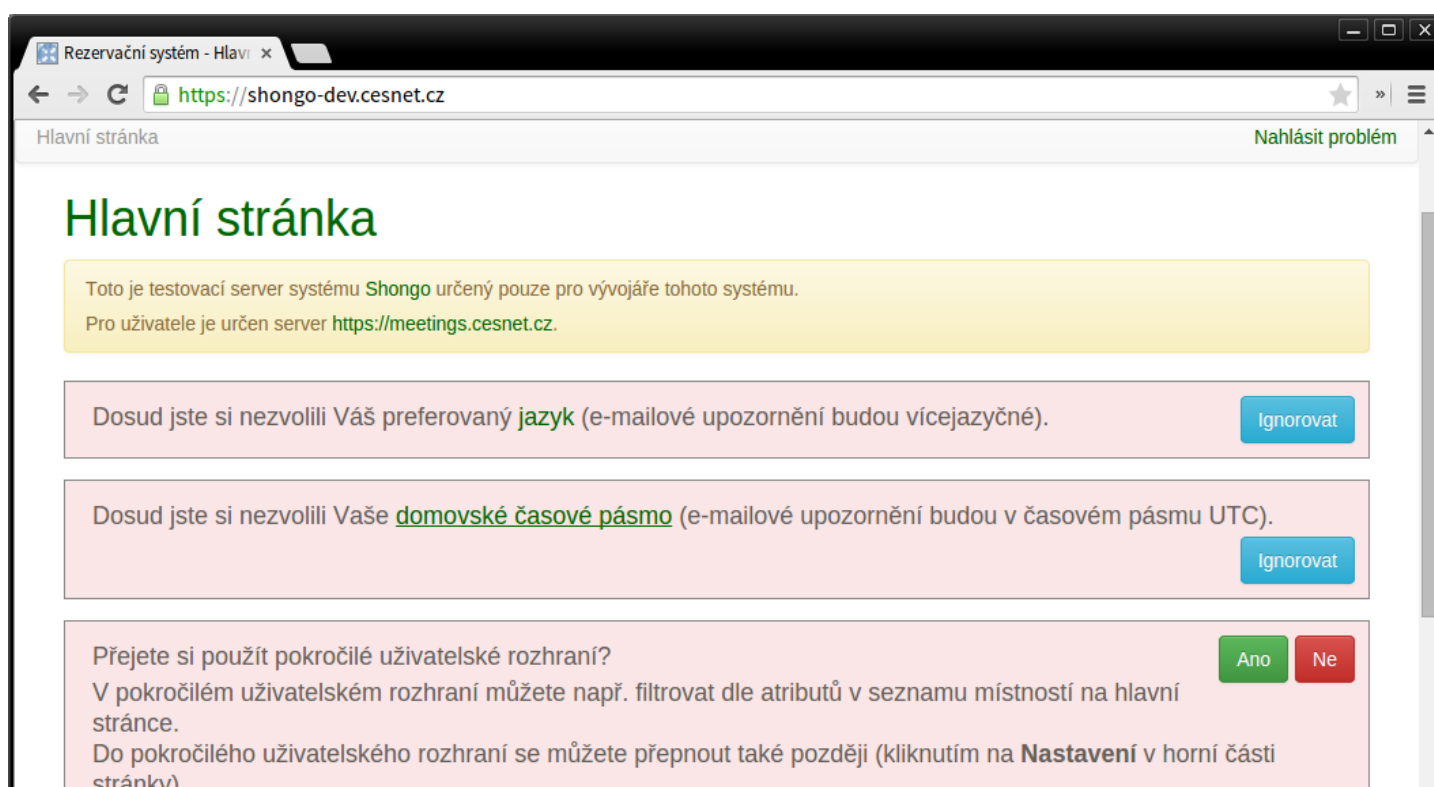 Rezervační systém - Hlav
https://shongo-dev.cesnet.cz
Hlavní stránka
Nahlásit problém
Hlavní stránka
Toto je testovací server systému Shongo určený pouze pro vývojáře tohoto systému.
Pro uživatele je určen server https://meetings.cesnet.cz.
Dosud jste si nezvolili Váš preferovaný jazyk (e-mailové upozornění budou vícejazyčné).
Ignorovat
Dosud jste si nezvolili Vaše domovské časové pásmo (e-mailové upozornění budou v časovém pásmu UTC).
Ignorovat
Přejete si použít pokročilé uživatelské rozhraní?
Ano Ne
V pokročilém uživatelském rozhraní můžete např. filtrovat dle atributů v seznamu místností na hlavní
stránce.
Do pokročilého uživatelského rozhraní se můžete přepnout také později (kliknutím na Nastavení v horní části
stránky)